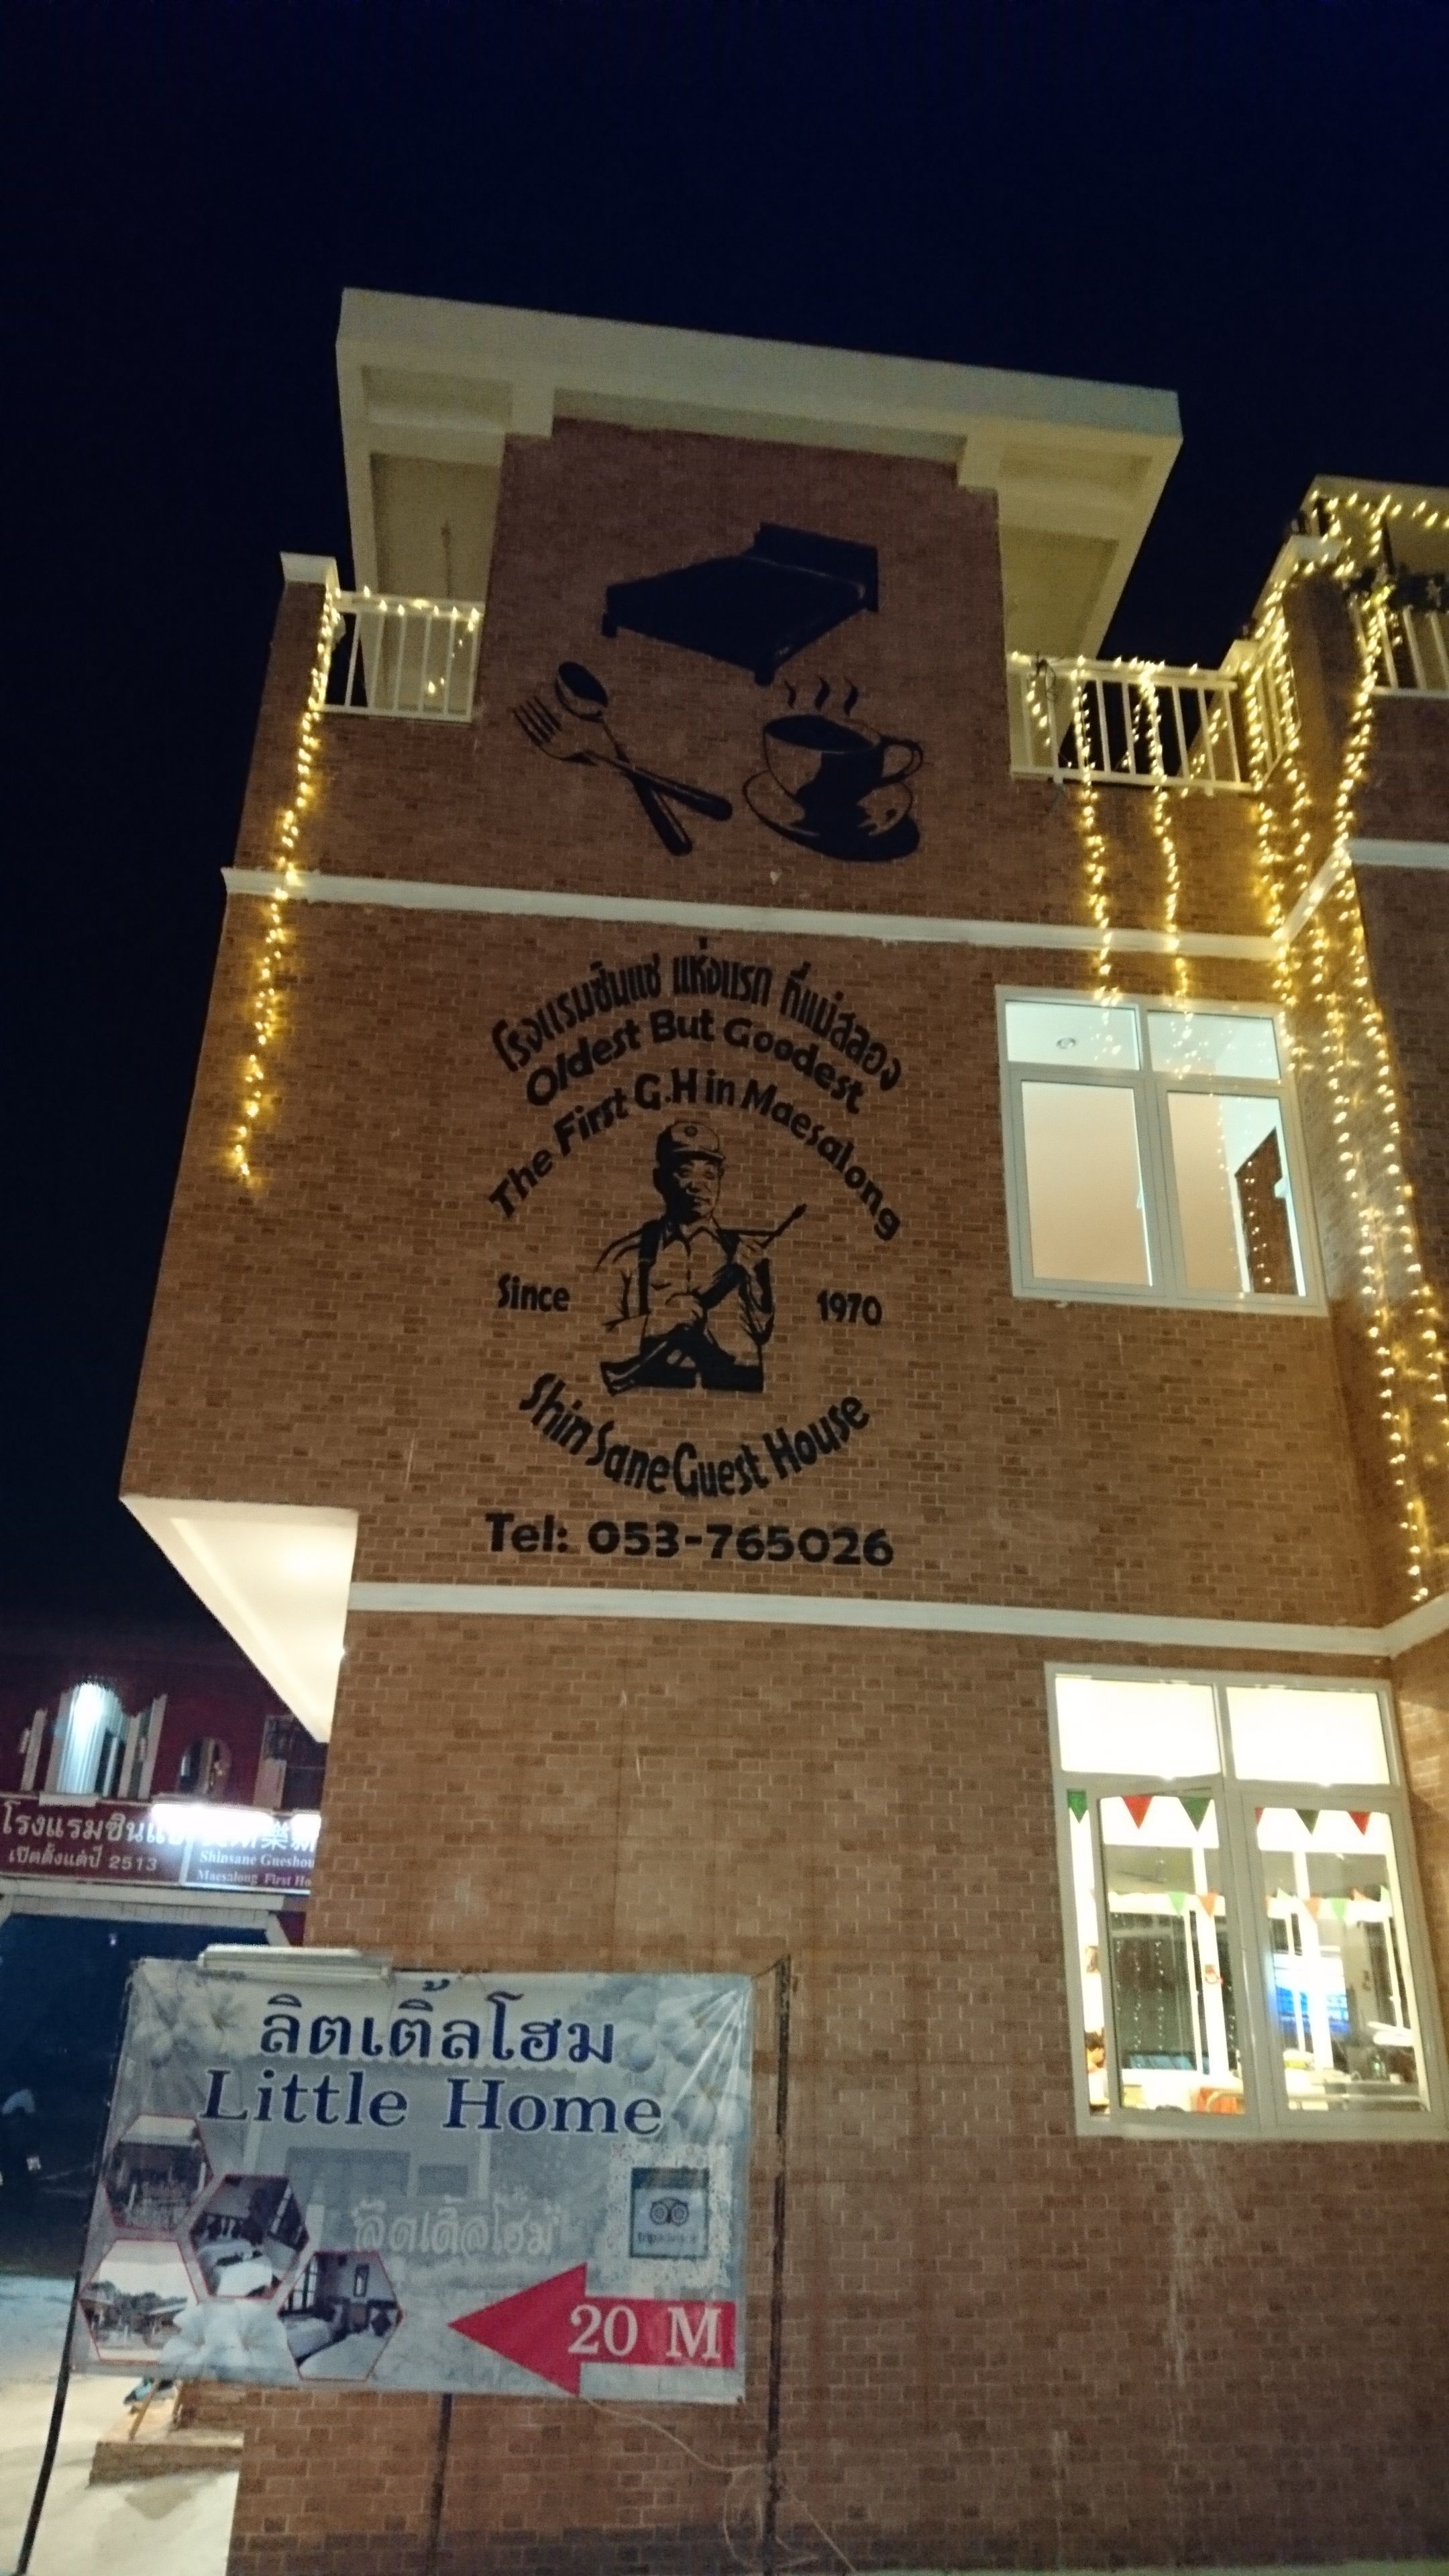 โรงแรมซินแซ่ แห่งแรก ที่แม่สลอง
Oldest But Goodest
The First G.H in Maesalong
Since 1970
Shin Sane Guest House
Tel: 053-765026
โรงแรมซินแซ่
เปิดตั้งแต่ปี 2513
Shinsane
Maesalong First
ลิตเติ้ลโฮม
Little Home
ลิตเติ้ลโฮม
tripadvisor
20 M